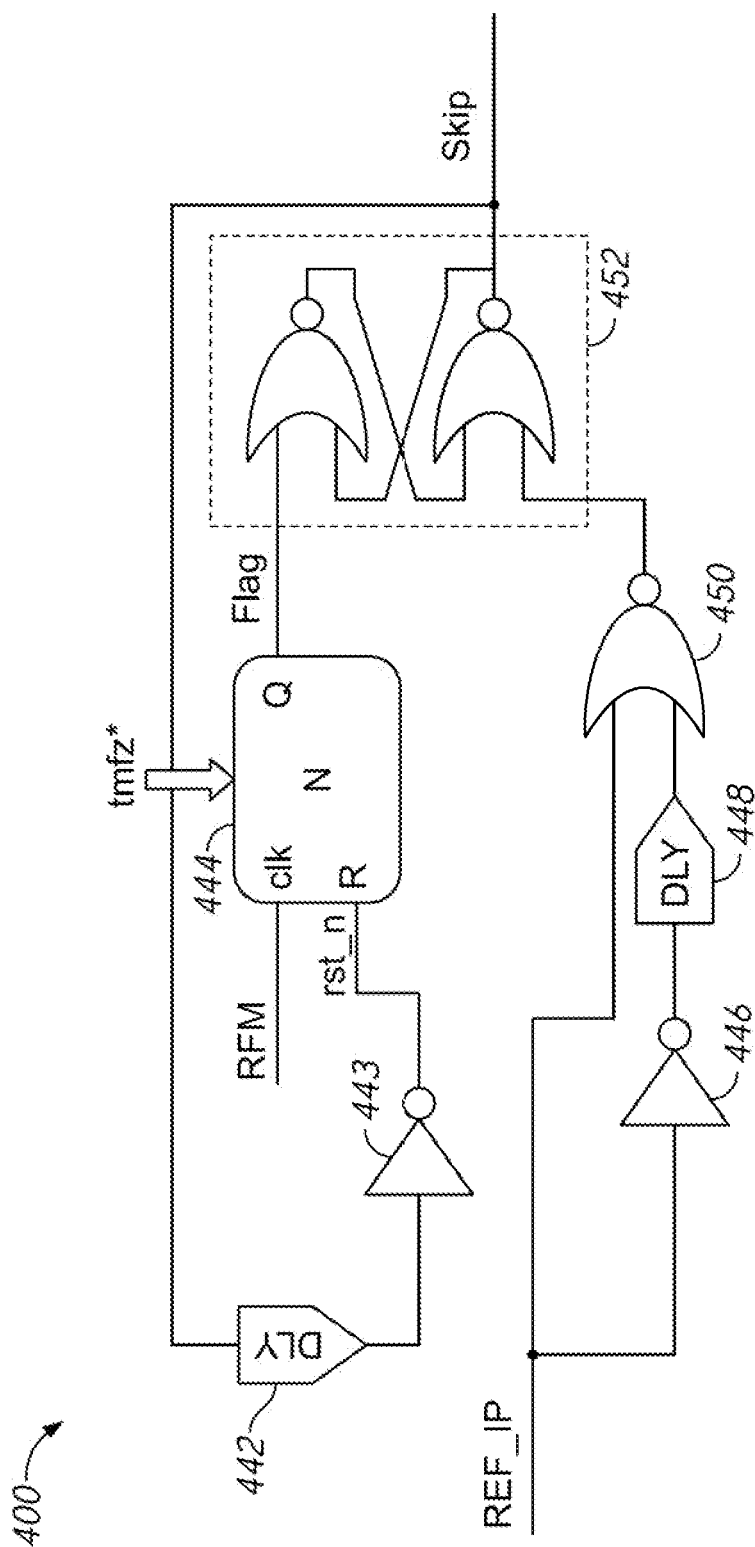 400
442
DLY
443
RFM
rst_n
444
clk
R
N
Q
tmfz*
Flag
452
Skip
REF_IP
446
DLY
448
450